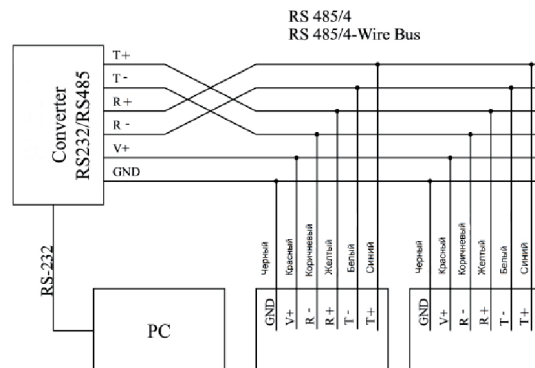 RS 485/4
RS 485/4-Wire Bus
T+
T -
R +
R -
V+
GND
Converter
RS232/RS485
RS-232
PC
Черный
Красный
Коричневый
Желтый
Белый
Синий
GND
V+
R -
R +
T -
T+
Черный
Красный
Коричневый
Желтый
Белый
Синий
GND
V+
R -
R +
T -
T+